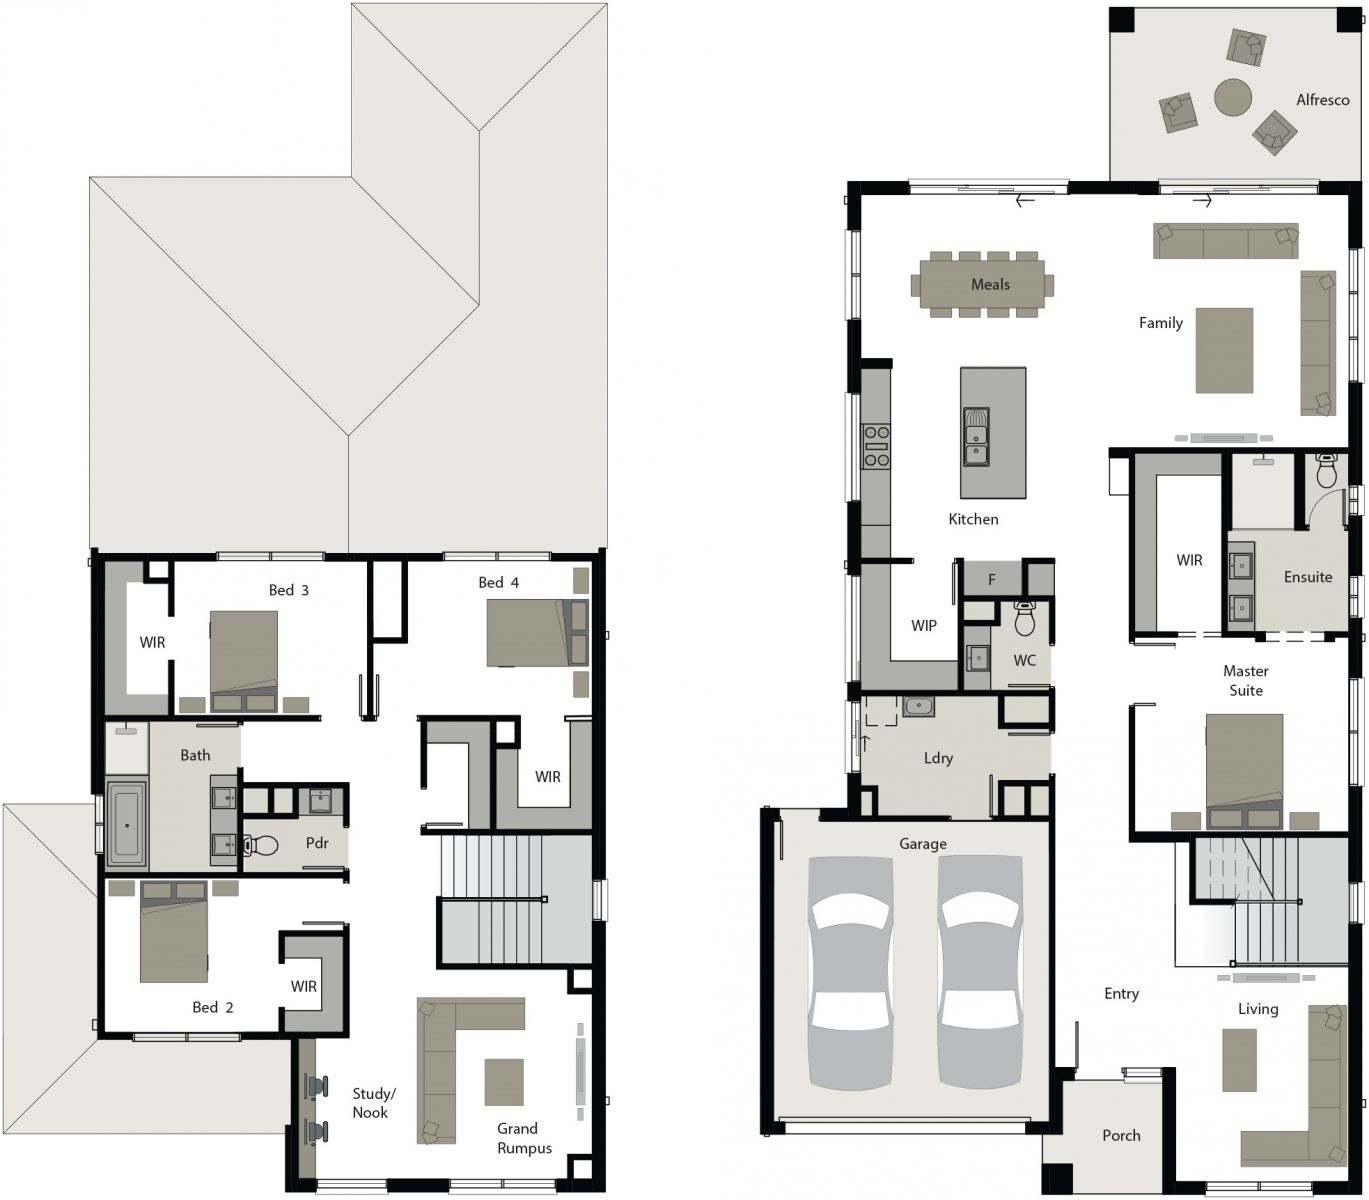 Bed 3
Bed 4
WIR
Bath
WIR
Pdr
WIR
Bed 2
Study/
Nook
Grand
Rumpus
Alfresco
Meals
Family
Kitchen
F
WIR
Ensuite
WIP
WC
Master
Suite
Ldry
Garage
Entry
Living
Porch